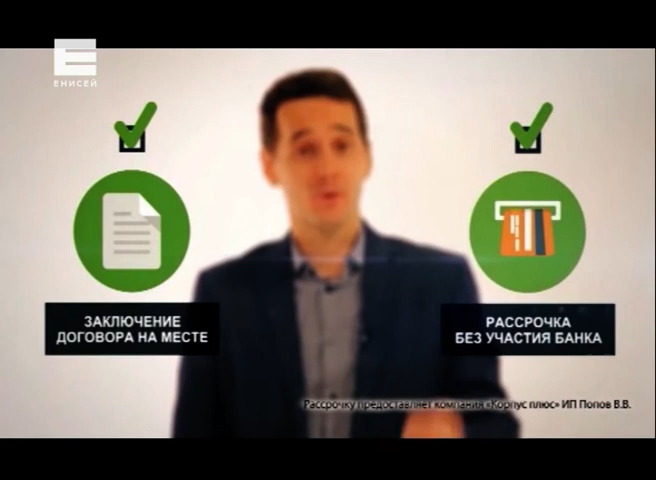 ЕНИСЕЙ
ЗАКЛЮЧЕНИЕ
ДОГОВОРА НА МЕСТЕ
РАССРОЧКА
БЕЗ УЧАСТИЯ БАНКА
Рассрочку предоставляет компания «Корпус плюс» ИП Попов В.В.